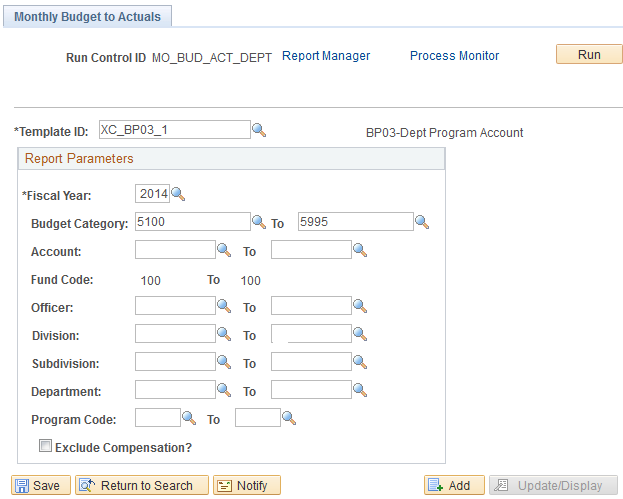 Monthly Budget to Actuals
Run Control ID MO_BUD_ACT_DEPT Report Manager Process Monitor Run
*Template ID: XC_BP03_1 BP03-Dept Program Account
Report Parameters
*Fiscal Year: 2014
Budget Category: 5100 To 5995
Account: To
Fund Code: 100 To 100
Officer: To
Division: To
Subdivision: To
Department: To
Program Code: To
Exclude Compensation?
Save Return to Search Notify Add Update/Display